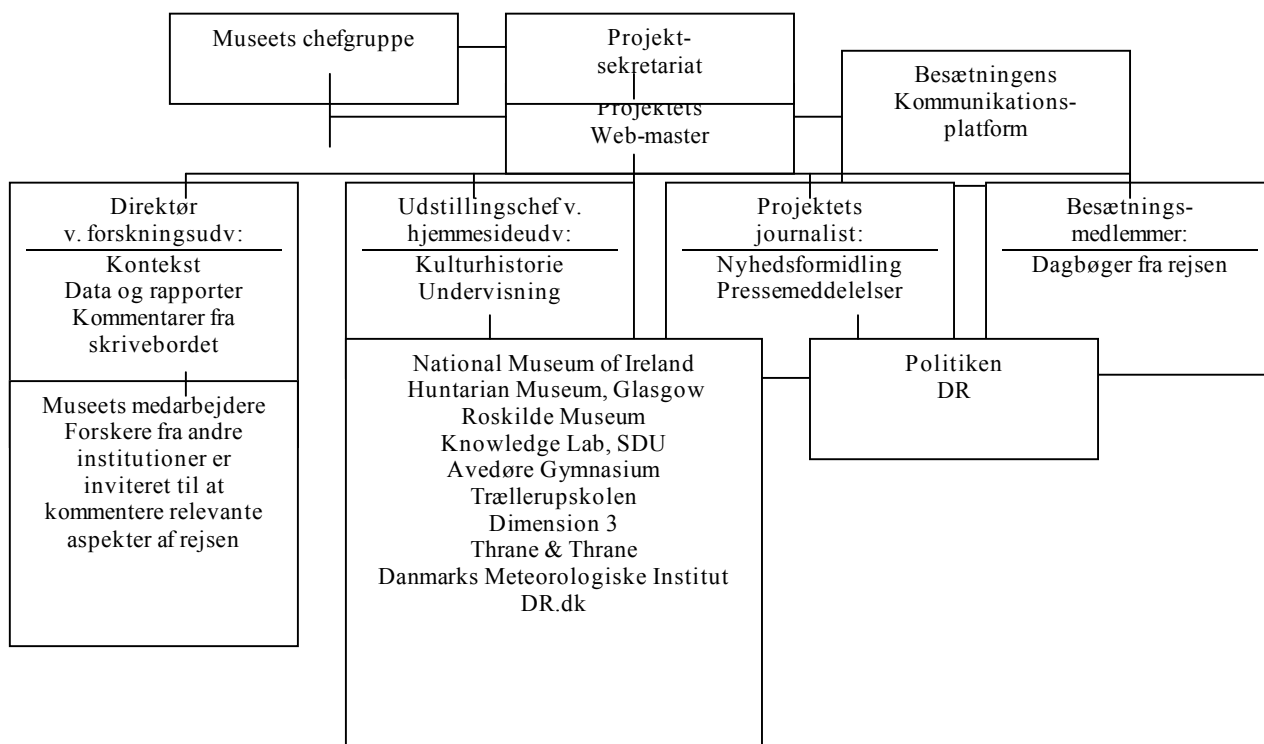 Museets chefgruppe
Projekt-
sekretariat
Besætningens
Kommunikations-
platform
Projektets
Web-master
Direktør
v. forskningsudv:
Kontekst
Data og rapporter
Kommentarer fra
skrivebordet
Udstillingschef v.
hjemmesideudv:
Kulturhistorie
Undervisning
Projektets
journalist:
Nyhedsformidling
Pressemeddelelser
Besætnings-
medlemmer:
Dagbøger fra rejsen
Museets medarbejdere
Forskere fra andre
institutioner er
inviteret til at
kommentere relevante
aspekter af rejsen
National Museum of Ireland
Huntarian Museum, Glasgow
Roskilde Museum
Knowledge Lab, SDU
Avedøre Gymnasium
Trællerupskolen
Dimension 3
Thrane & Thrane
Danmarks Meteorologiske Institut
DR.dk
Politiken
DR